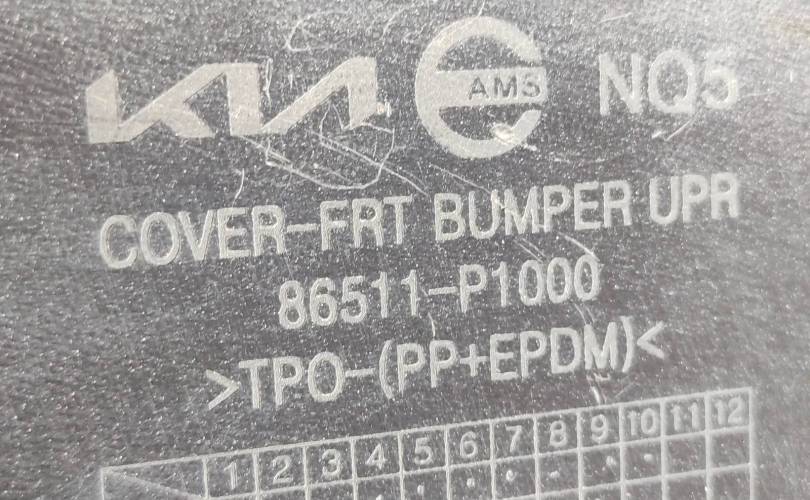 KIA AMS NQ5
COVER-FRT BUMPER UPR
86511-P1000
>TPO-(PP+EPDM)<
1 2 3 4 5 6 7 8 9 10 11 12